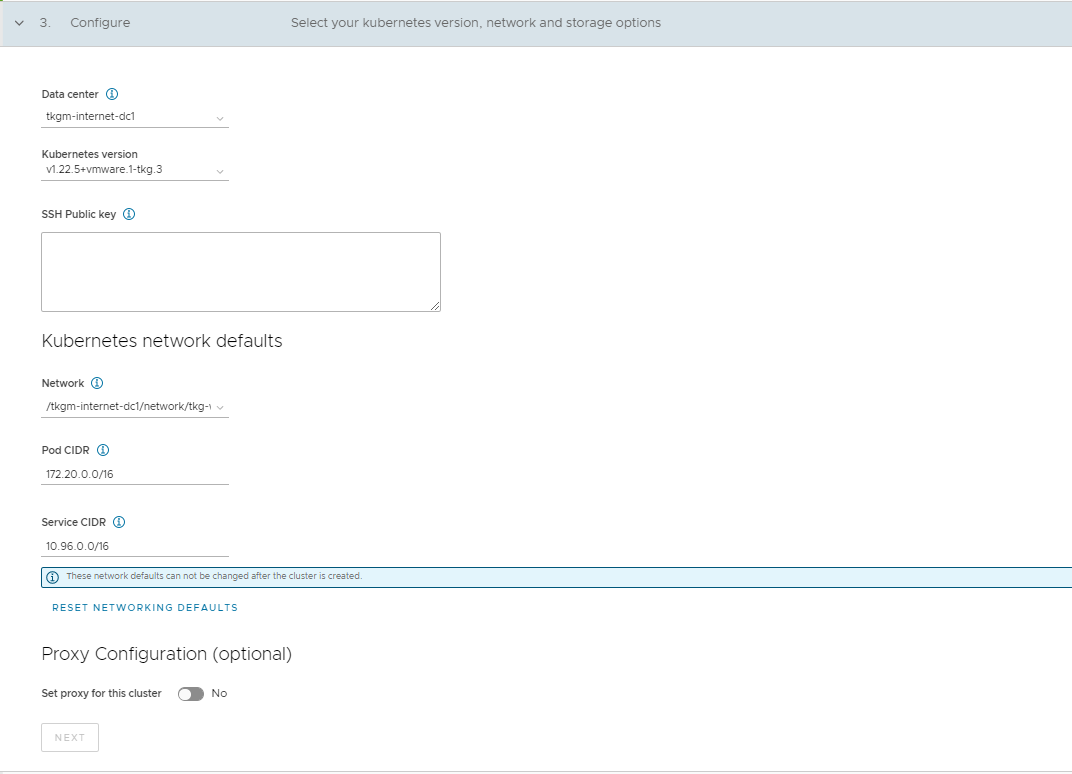 3. Configure Select your kubernetes version, network and storage options
Data center
tkgm-internet-dc1
Kubernetes version
v1.22.5+vmware.1-tkg.3
SSH Public key
Kubernetes network defaults
Network
/tkgm-internet-dc1/network/tkg-
Pod CIDR
172.20.0.0/16
Service CIDR
10.96.0.0/16
These network defaults can not be changed after the cluster is created.
RESET NETWORKING DEFAULTS
Proxy Configuration (optional)
Set proxy for this cluster No
NEXT